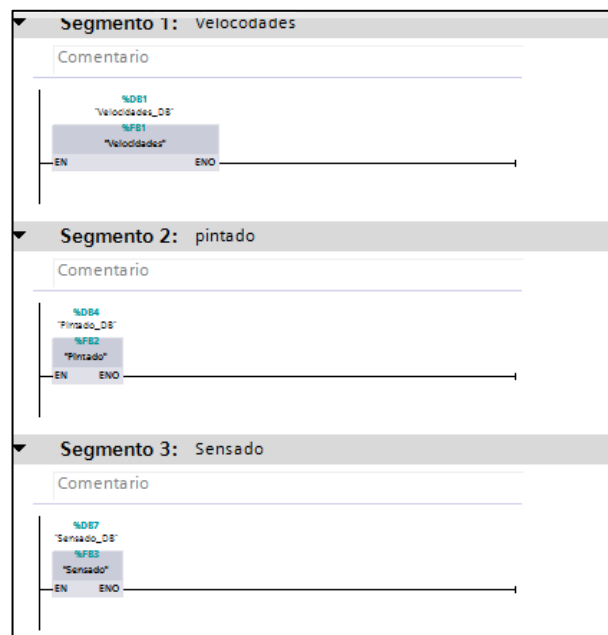 Segmento 1: Velocodades
Comentario
%DB1
"Velocidades_DB"
%FB1
"Velocidades"
EN ENO
Segmento 2: pintado
Comentario
%DB4
"Pintado_DB"
%FB2
"Pintado"
EN ENO
Segmento 3: Sensado
Comentario
%DB7
"Sensado_DB"
%FB3
"Sensado"
EN ENO